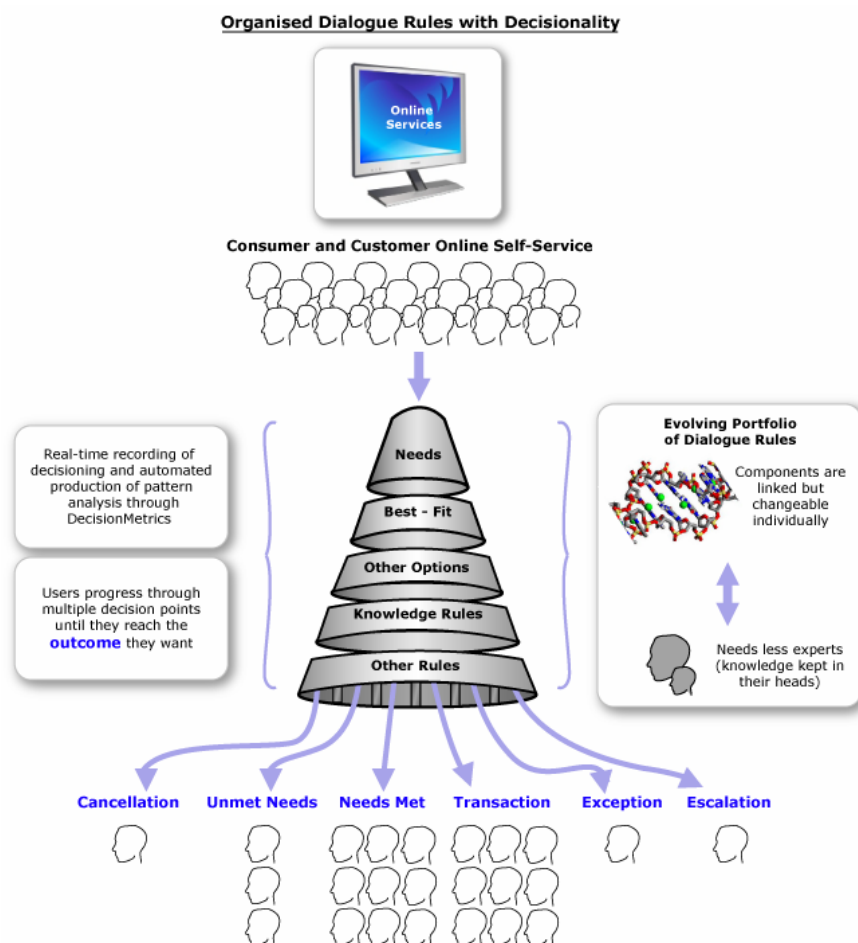 Organised Dialogue Rules with Decisionality
Online
Services
Consumer and Customer Online Self-Service
Real-time recording of
decisioning and automated
production of pattern
analysis through
DecisionMetrics
Users progress through
multiple decision points
until they reach the
outcome they want
Needs
Best - Fit
Other Options
Knowledge Rules
Other Rules
Evolving Portfolio
of Dialogue Rules
Components are
linked but
changeable
individually
Needs less experts
(knowledge kept in
their heads)
Cancellation
Unmet Needs
Needs Met
Transaction
Exception
Escalation